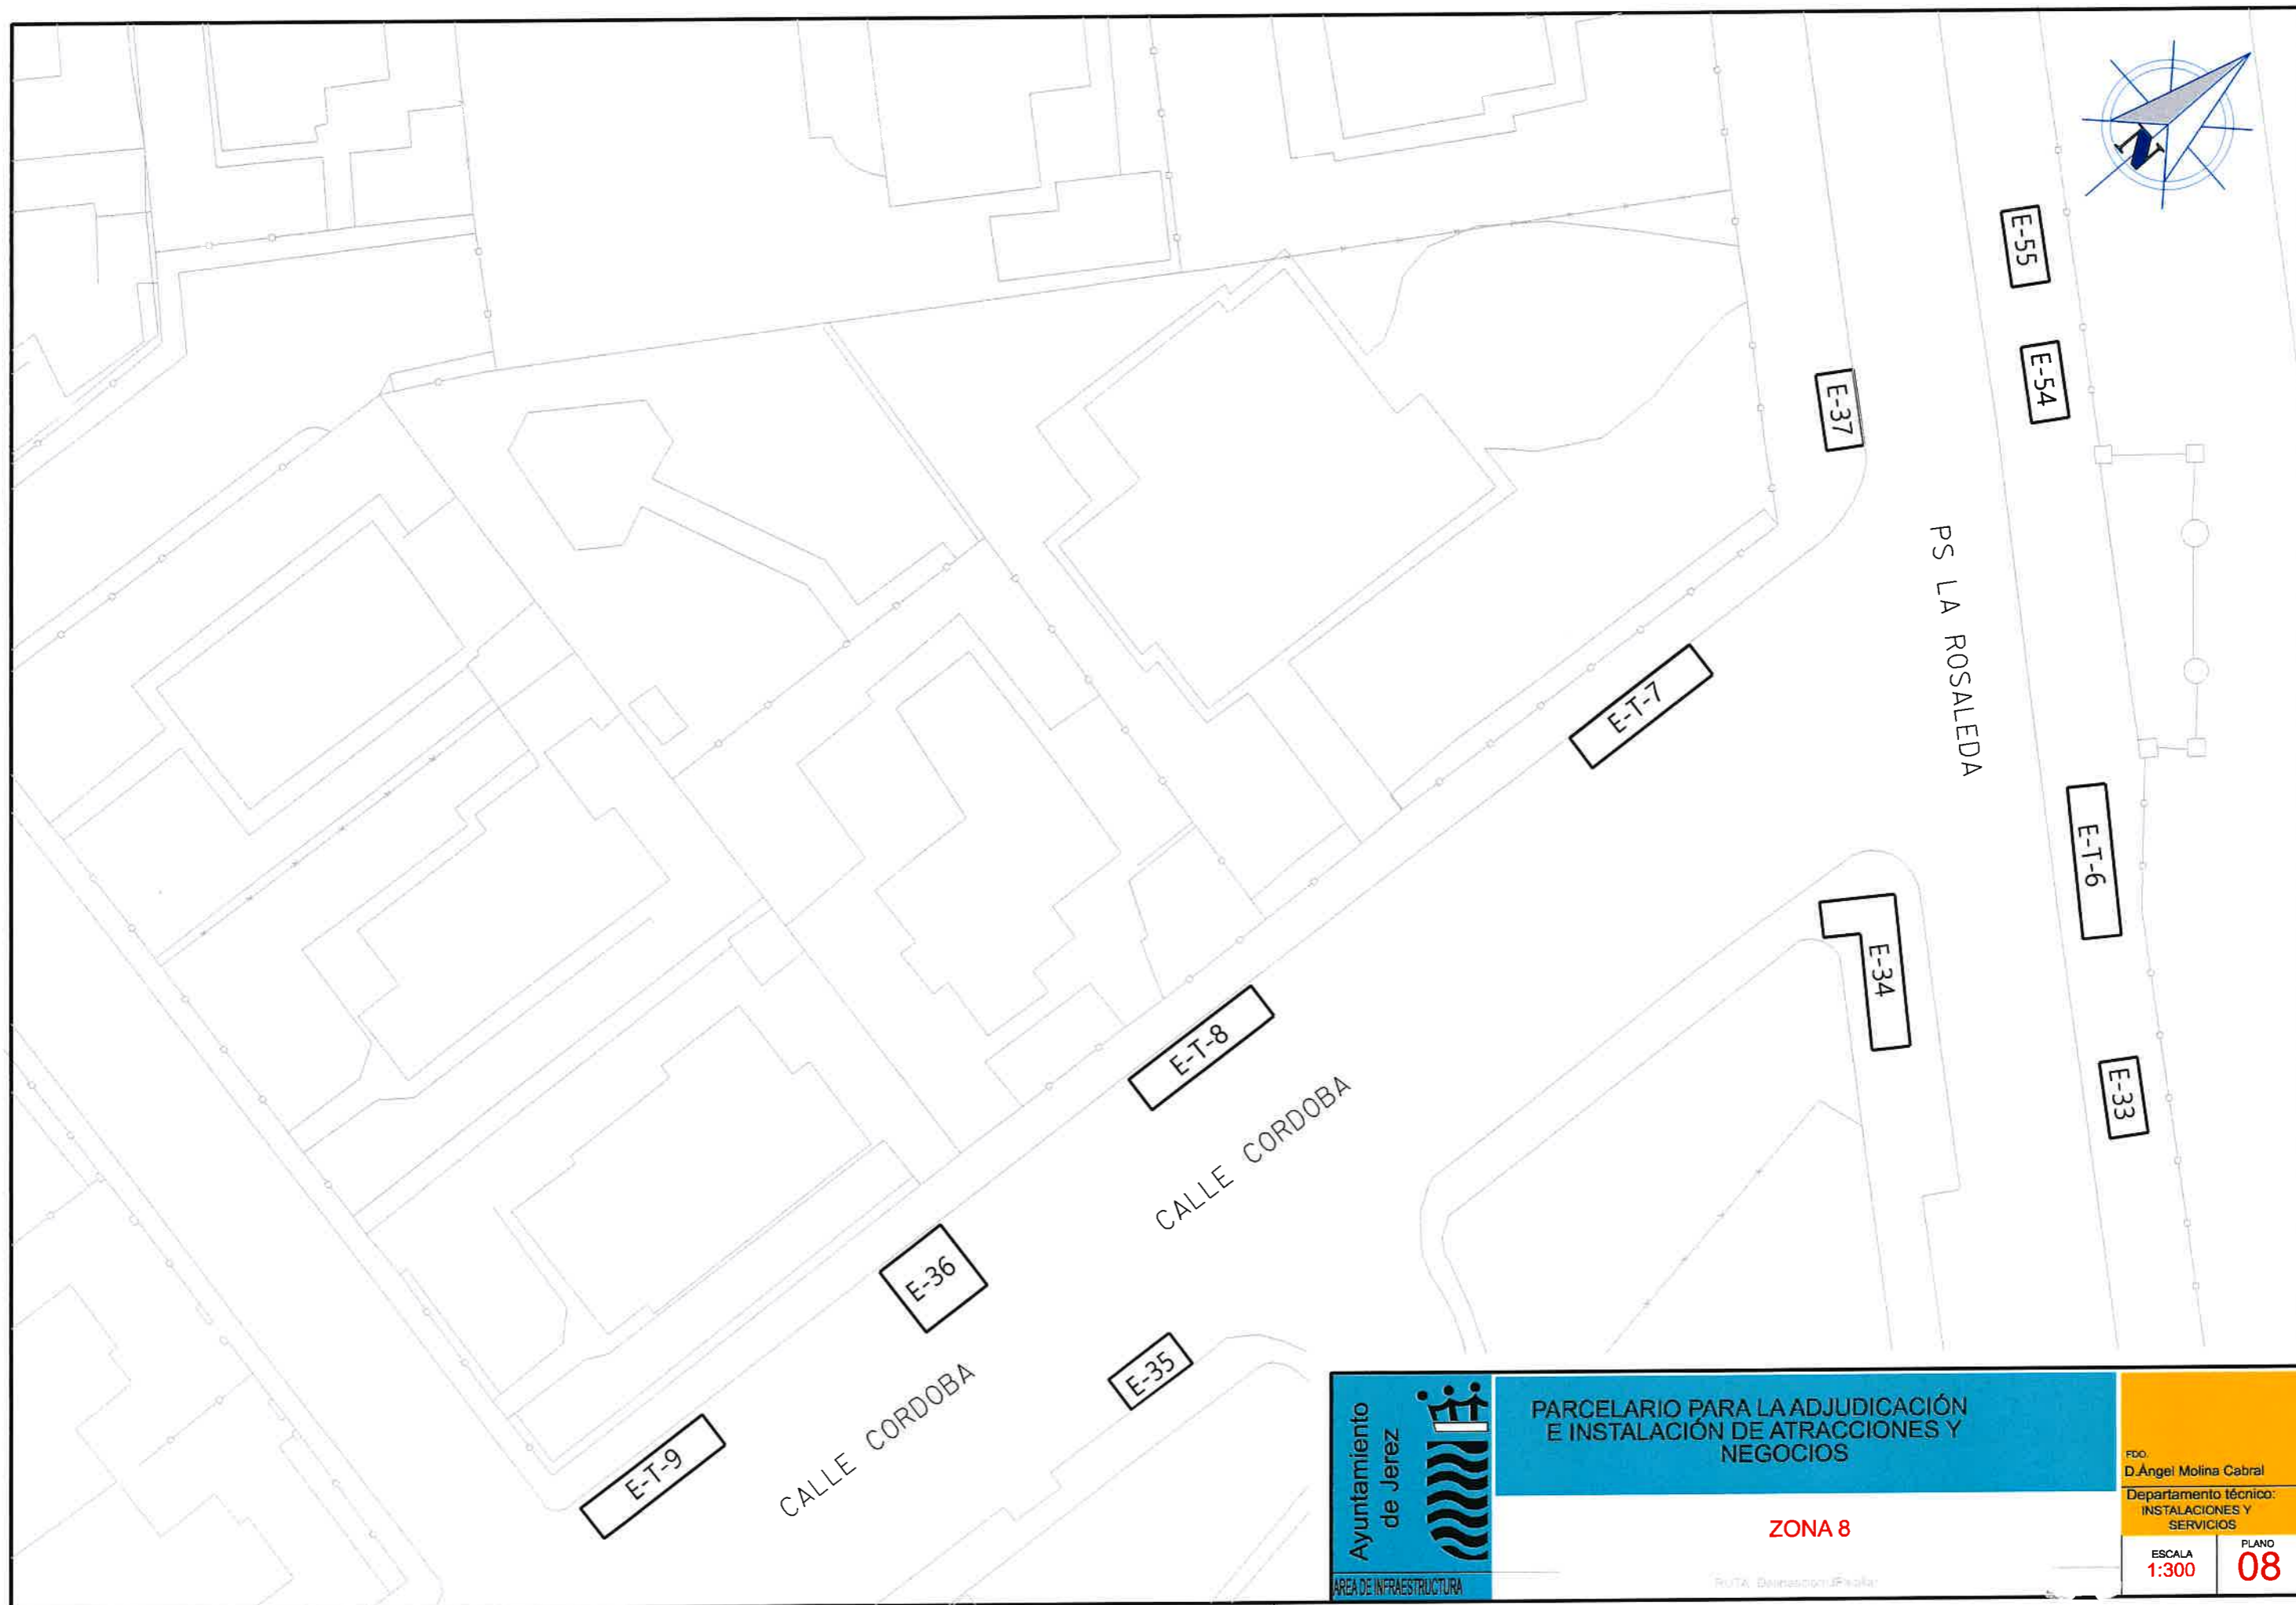 N
E-55
E-54
E-37
PS LA ROSALEDA
E-T-7
E-T-6
E-34
E-T-8
E-33
CALLE CORDOBA
E-36
E-35
CALLE CORDOBA
E-T-9
Ayuntamiento
de Jerez
AREA DE INFRAESTRUCTURA
PARCELARIO PARA LA ADJUDICACIÓN
E INSTALACIÓN DE ATRACCIONES Y
NEGOCIOS
ZONA 8
RUTA
FDO.
D.Ángel Molina Cabral
Departamento técnico:
INSTALACIONES Y
SERVICIOS
ESCALA
1:300
PLANO
08